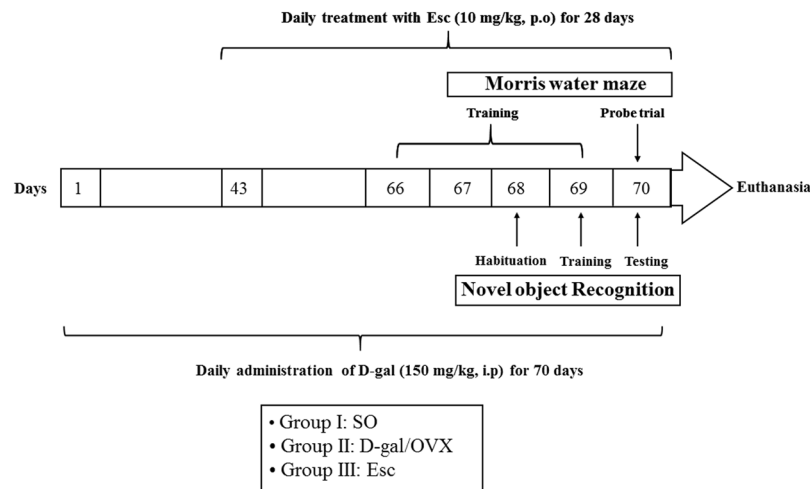 Daily treatment with Esc (10 mg/kg, p.o) for 28 days
Morris water maze
Training
Probe trial
Days
1
43
66
67
68
69
70
Euthanasia
Habituation
Training
Testing
Novel object Recognition
Daily administration of D-gal (150 mg/kg, i.p) for 70 days
• Group I: SO
• Group II: D-gal/OVX
• Group III: Esc